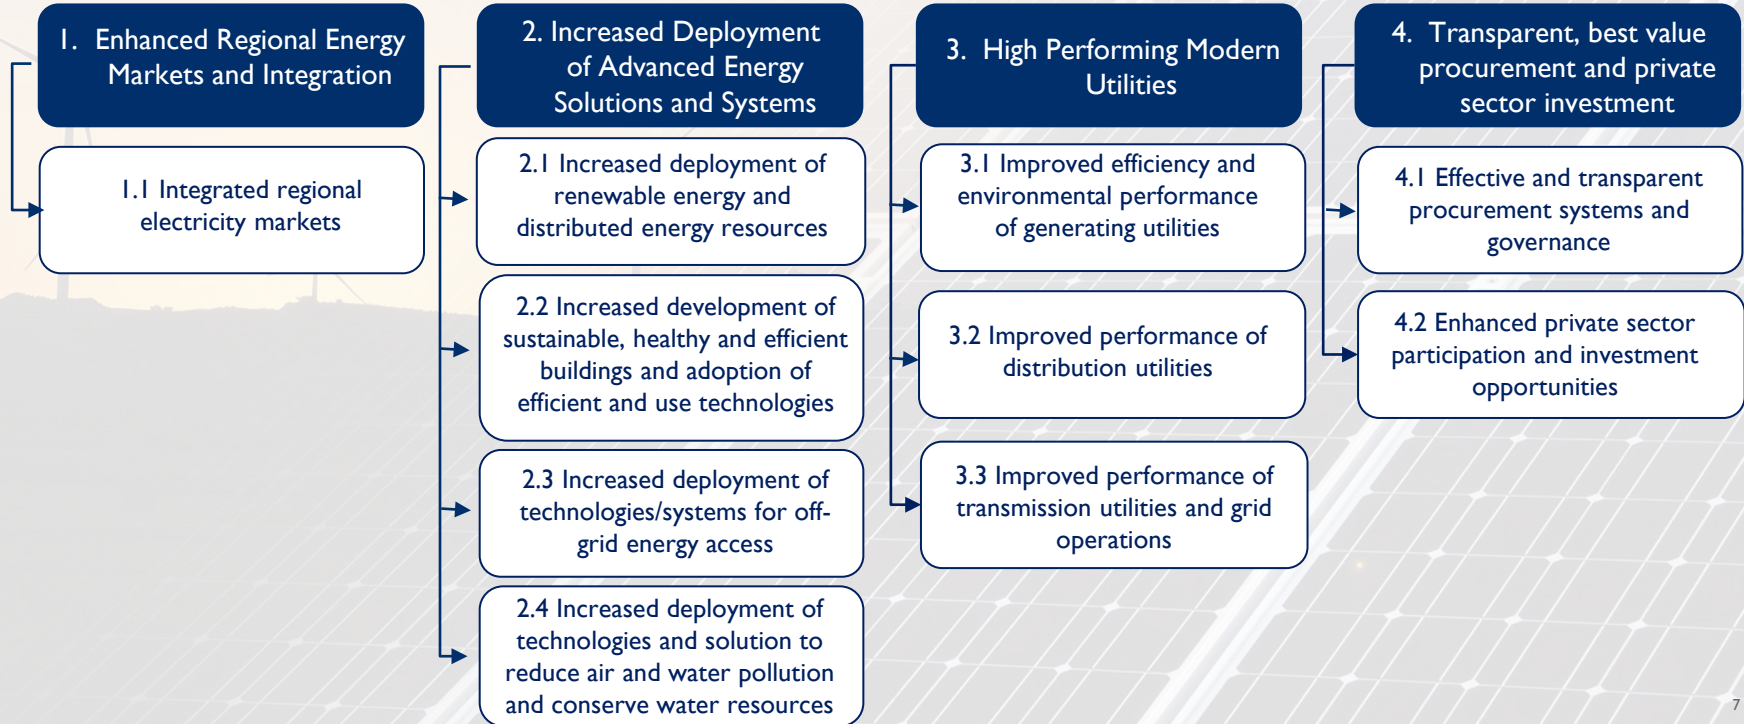 1. Enhanced Regional Energy
Markets and Integration
1.1 Integrated regional
electricity markets
2. Increased Deployment
of Advanced Energy
Solutions and Systems
2.1 Increased deployment of
renewable energy and
distributed energy resources
2.2 Increased development of
sustainable, healthy and efficient
buildings and adoption of
efficient and use technologies
2.3 Increased deployment of
technologies/systems for off-
grid energy access
2.4 Increased deployment of
technologies and solution to
reduce air and water pollution
and conserve water resources
3. High Performing Modern
Utilities
3.1 Improved efficiency and
environmental performance
of generating utilities
3.2 Improved performance of
distribution utilities
3.3 Improved performance of
transmission utilities and grid
operations
4. Transparent, best value
procurement and private
sector investment
4.1 Effective and transparent
procurement systems and
governance
4.2 Enhanced private sector
participation and investment
opportunities
7